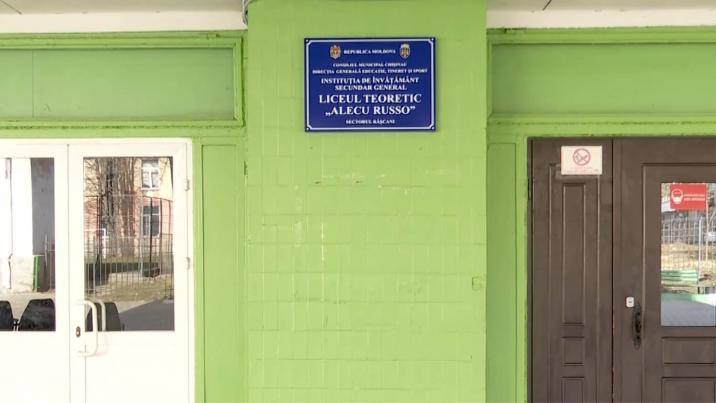 REPUBLICA MOLDOVA
CONSILIUL MUNICIPAL CHIȘINĂU
DIRECȚIA GENERALĂ EDUCAȚIE, TINERET ȘI SPORT
INSTITUȚIA DE ÎNVĂȚĂMÂNT
SECUNDAR GENERAL
LICEUL TEORETIC
„ALECU RUSSO”
SECTORUL RÂȘCANI